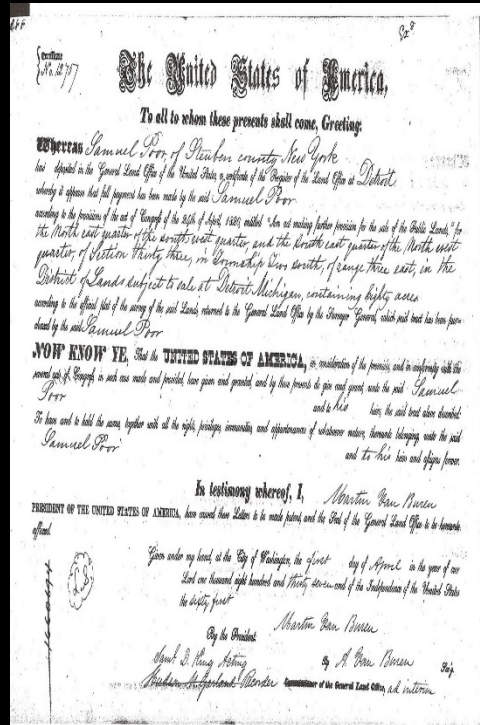 Certificate
No. 12757
The United States of America,
To all to whom these presents shall come, Greeting:
Whereas Samuel Poor, of Steuben county New York
has deposited in the General Land Office of the United States, a certificate of the Register of the Land Office at Detroit
whereby it appears that full payment has been made by the said Samuel Poor
according to the provisions of the act of Congress of the 24th of April, 1820, entitled "An act making further provision for the sale of the Public Lands," for
the North east quarter of the south west quarter, and the South east quarter of the North west
quarter, of Section thirty three, in Township Two south, of range three east, in the
District of Lands subject to sale at Detroit Michigan, containing eighty acres
according to the official plat of the survey of the said Lands, returned to the General Land Office by the Surveyor General, which said tract has been pur-
chased by the said Samuel Poor
NOW KNOW YE, That the UNITED STATES OF AMERICA, in consideration of the premises, and in conformity with the
several acts of Congress, in such case made and provided, have given and granted, and by these presents do give and grant, unto the said Samuel
Poor
and to his heirs, the said tract above described:
To have and to hold the same, together with all the rights, privileges, immunities, and appurtenances of whatsoever nature, thereunto belonging, unto the said
Samuel Poor
and to his heirs and assigns forever.
In testimony whereof, I, Martin Van Buren
PRESIDENT OF THE UNITED STATES OF AMERICA, have caused these Letters to be made patent, and the Seal of the General Land Office to be hereunto
affixed.
Given under my hand, at the City of Washington, the first day of April in the year of our
Lord one thousand eight hundred and thirty seven and of the Independence of the United States
the sixty first
Martin Van Buren
By the President:
By A. Van Buren Sec'y.
Saml D. King Acting
Recorder Commissioner of the General Land Office, ad interim